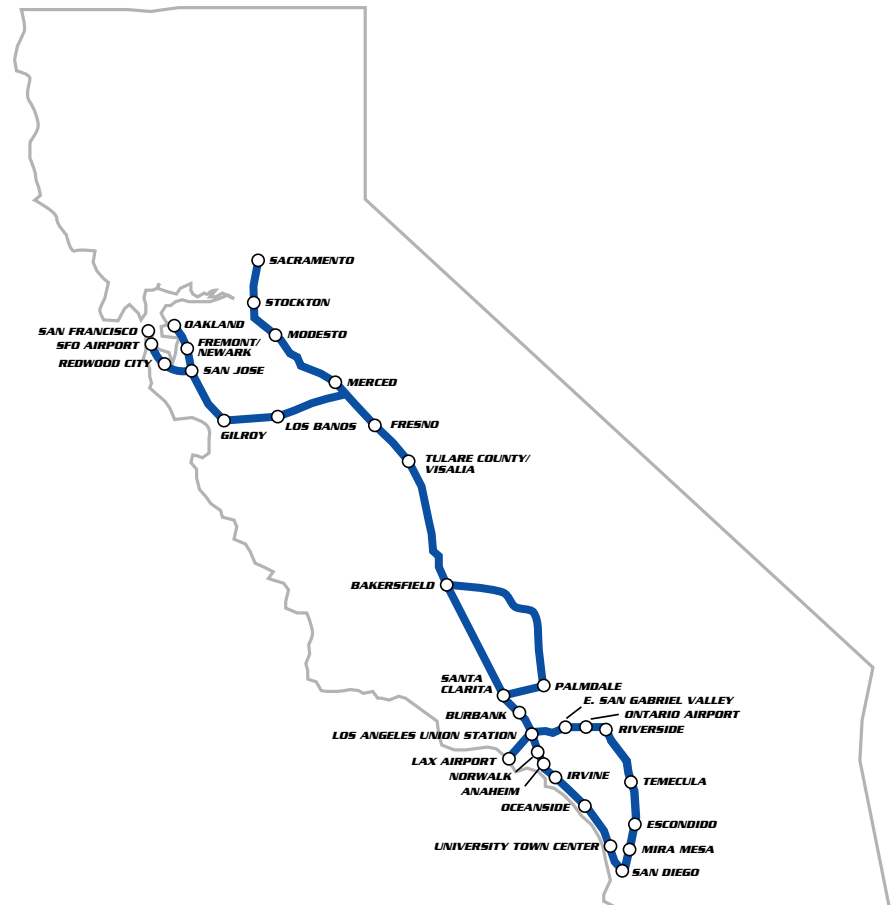 SACRAMENTO
STOCKTON
OAKLAND
SAN FRANCISCO
MODESTO
FREMONT/
NEWARK
SFO AIRPORT
REDWOOD CITY
SAN JOSE
MERCED
LOS BANOS
FRESNO
GILROY
TULARE COUNTY/
VISALIA
BAKERSFIELD
SANTA
CLARITA
PALMDALE
E. SAN GABRIEL VALLEY
BURBANK
ONTARIO AIRPORT
RIVERSIDE
LOS ANGELES UNION STATION
LAX AIRPORT
NORWALK
IRVINE
TEMECULA
ANAHEIM
OCEANSIDE
ESCONDIDO
UNIVERSITY TOWN CENTER
MIRA MESA
SAN DIEGO